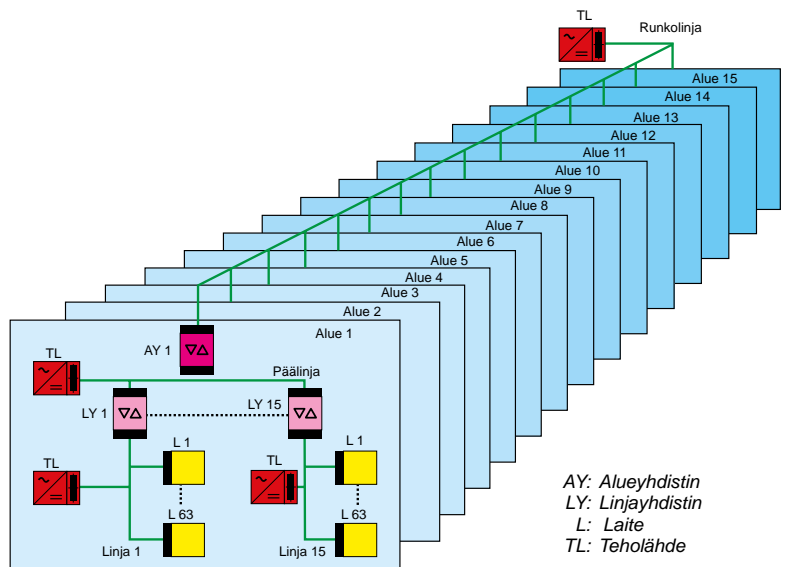 TL
Runkolinja
Alue 15
Alue 14
Alue 13
Alue 12
Alue 11
Alue 10
Alue 9
Alue 8
Alue 7
Alue 6
Alue 5
Alue 4
Alue 3
Alue 2
Alue 1
AY 1
TL
Päälinja
LY 1
LY 15
L 1
L 1
TL
TL
L 63
L 63
Linja 1
Linja 15
AY: Alueyhdistin
LY: Linjayhdistin
L: Laite
TL: Teholähde